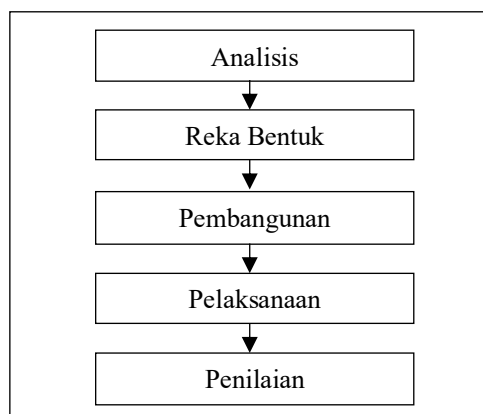 Analisis
Reka Bentuk
Pembangunan
Pelaksanaan
Penilaian